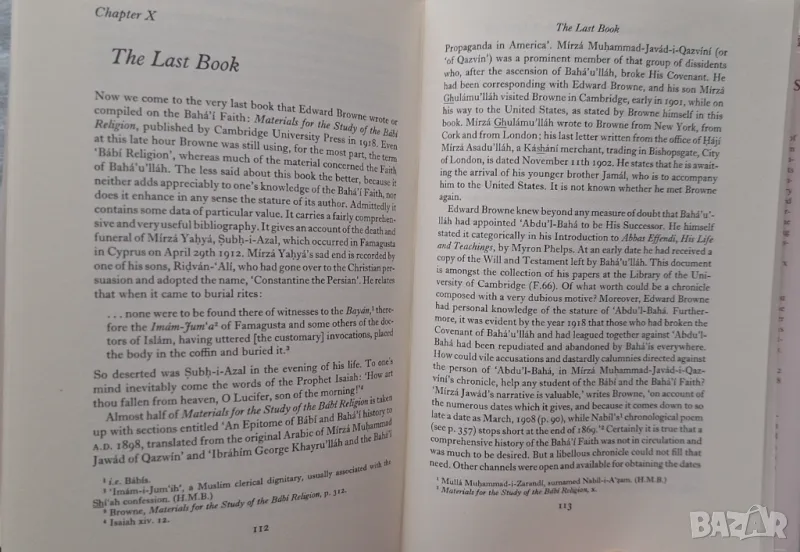 Chapter X
The Last Book
Now we come to the very last book that Edward Browne wrote or
compiled on the Bahá'í Faith: Materials for the Study of the Bábí
Religion, published by Cambridge University Press in 1918. Even
at this late hour Browne was still using, for the most part, the term
'Bábí Religion', whereas much of the material concerned the Faith
of Bahá'u'lláh. The less said about this book the better, because it
neither adds appreciably to one's knowledge of the Bahá'í Faith, nor
does it enhance in any sense the stature of its author. Admittedly it
contains some data of particular value. It carries a fairly comprehen-
sive and very useful bibliography. It gives an account of the death and
funeral of Mírzá Yaḥyá, Ṣubḥ-i-Azal, which occurred in Famagusta
in Cyprus on April 29th 1912. Mírzá Yaḥyá's sad end is recorded by
one of his sons, Riḍván-'Alí, who had gone over to the Christian per-
suasion and adopted the name, 'Constantine the Persian'. He relates
that when it came to burial rites:
. . . none were to be found there of witnesses to the Bayán,¹ there-
fore the Imám-Jum'a² of Famagusta and some others of the doc-
tors of Islám, having uttered [the customary] invocations, placed
the body in the coffin and buried it.³
So deserted was Ṣubḥ-i-Azal in the evening of his life. To one's
mind inevitably come the words of the Prophet Isaiah: 'How art
thou fallen from heaven, O Lucifer, son of the morning!'⁴
Almost half of Materials for the Study of the Bábí Religion is taken
up with sections entitled 'An Epitome of Bábí and Bahá'í history to
A.D. 1898, translated from the original Arabic of Mírzá Muḥammad
Jawád of Qazwín' and 'Ibráhím George Khayru'lláh and the Bahá'í
¹ i.e. Bábís.
² 'Imám-i-Jum'ih', a Muslim clerical dignitary, usually associated with the
Shí'ah confession. (H.M.B.)
³ Browne, Materials for the Study of the Bábí Religion, p. 312.
⁴ Isaiah xiv. 12.
112
The Last Book
Propaganda in America'. Mírzá Muḥammad-Javád-i-Qazvíní (or
'of Qazvín') was a prominent member of that group of dissidents
who, after the ascension of Bahá'u'lláh, broke His Covenant. He
had been corresponding with Edward Browne, and his son Mírzá
Ghulámu'lláh visited Browne in Cambridge, early in 1901, while on
his way to the United States, as stated by Browne himself in this
book. Mírzá Ghulámu'lláh wrote to Browne from New York, from
Cork and from London; his last letter written from the office of Ḥájí
Mírzá Asadu'lláh, a Káshání merchant, trading in Bishopsgate, City
of London, is dated November 11th 1902. He states that he is await-
ing the arrival of his younger brother Jamál, who is to accompany
him to the United States. It is not known whether he met Browne
again.
Edward Browne knew beyond any measure of doubt that Bahá'u'-
lláh had appointed 'Abdu'l-Bahá to be His Successor. He himself
stated it categorically in his Introduction to Abbas Effendi, His Life
and Teachings, by Myron Phelps. At an early date he had received a
copy of the Will and Testament left by Bahá'u'lláh. This document
is amongst the collection of his papers at the Library of the Uni-
versity of Cambridge (F.66). Of what worth could be a chronicle
composed with a very dubious motive? Moreover, Edward Browne
had personal knowledge of the stature of 'Abdu'l-Bahá. Further-
more, it was evident by the year 1918 that those who had broken the
Covenant of Bahá'u'lláh and had leagued together against 'Abdu'l-
Bahá had been repudiated and abandoned by Bahá'ís everywhere.
How could vile accusations and dastardly calumnies directed against
the person of 'Abdu'l-Bahá, in Mírzá Muḥammad-Javád-i-Qaz-
víní's chronicle, help any student of the Bábí and the Bahá'í Faith?
'Mírzá Jawád's narrative is valuable,' writes Browne, 'on account of
the numerous dates which it gives, and because it comes down to so
late a date as March, 1908 (p. 90), whilst Nabíl's¹ chronological poem
(see p. 357) stops short at the end of 1869.'² Certainly it is true that a
comprehensive history of the Bahá'í Faith was not in circulation and
was much to be desired. But a libellous chronicle could not fill that
need. Other channels were open and available for obtaining the dates
¹ Mullá Muḥammad-i-Zarandí, surnamed Nabíl-i-A'ẓam. (H.M.B.)
² Materials for the Study of the Bábí Religion, x.
113
BAZAR
bg